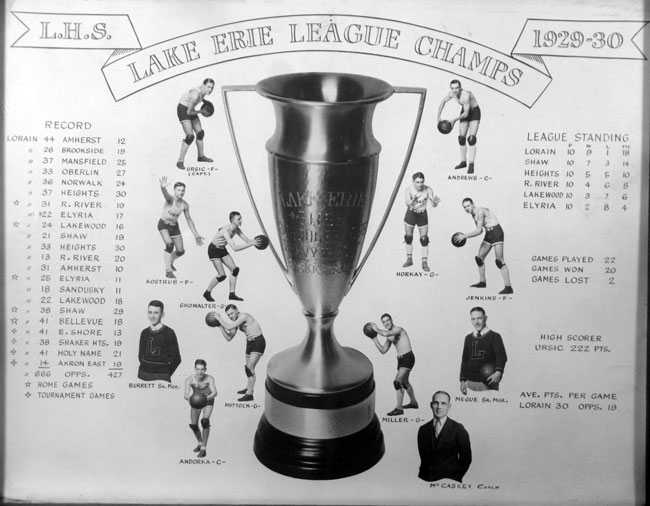 L.H.S.
LAKE ERIE LEAGUE CHAMPS
1929-30
RECORD
LORAIN 44 AMHERST 12
" 26 BROOKSIDE 19
" 37 MANSFIELD 25
" 33 OBERLIN 27
" 36 NORWALK 24
" 37 HEIGHTS 30
☆ " 31 R. RIVER 19
" 22 ELYRIA 17
☆ " 24 LAKEWOOD 16
" 21 SHAW 19
" 33 HEIGHTS 30
" 13 R. RIVER 20
" 31 AMHERST 10
☆ " 25 ELYRIA 11
" 18 SANDUSKY 11
" 22 LAKEWOOD 18
☆ " 38 SHAW 29
☆ " 41 BELLEVUE 18
✥ " 41 E. SHORE 13
✥ " 38 SHAKER HTS. 19
✥ " 41 HOLY NAME 21
✥ " 14 AKRON EAST 19
" 666 OPPS. 427
☆ HOME GAMES
✥ TOURNAMENT GAMES
URSIC -F-
(CAPT.)
KOSTRUE -F-
SHOWALTER -G-
BURRETT SR. MGR.
MITTOCK -G-
ANDORKA -C-
LAKE ERIE
ANDREWS -C-
HORKAY -G-
JENKINS -F-
MILLER -G-
MEGUE SR. MGR.
MCCASKEY COACH
LEAGUE STANDING
P W L PTS
LORAIN 10 9 1 18
SHAW 10 7 3 14
HEIGHTS 10 5 5 10
R. RIVER 10 4 6 8
LAKEWOOD 10 3 7 6
ELYRIA 10 2 8 4
GAMES PLAYED 22
GAMES WON 20
GAMES LOST 2
HIGH SCORER
URSIC 222 PTS.
AVE. PTS. PER GAME
LORAIN 30 OPPS. 19